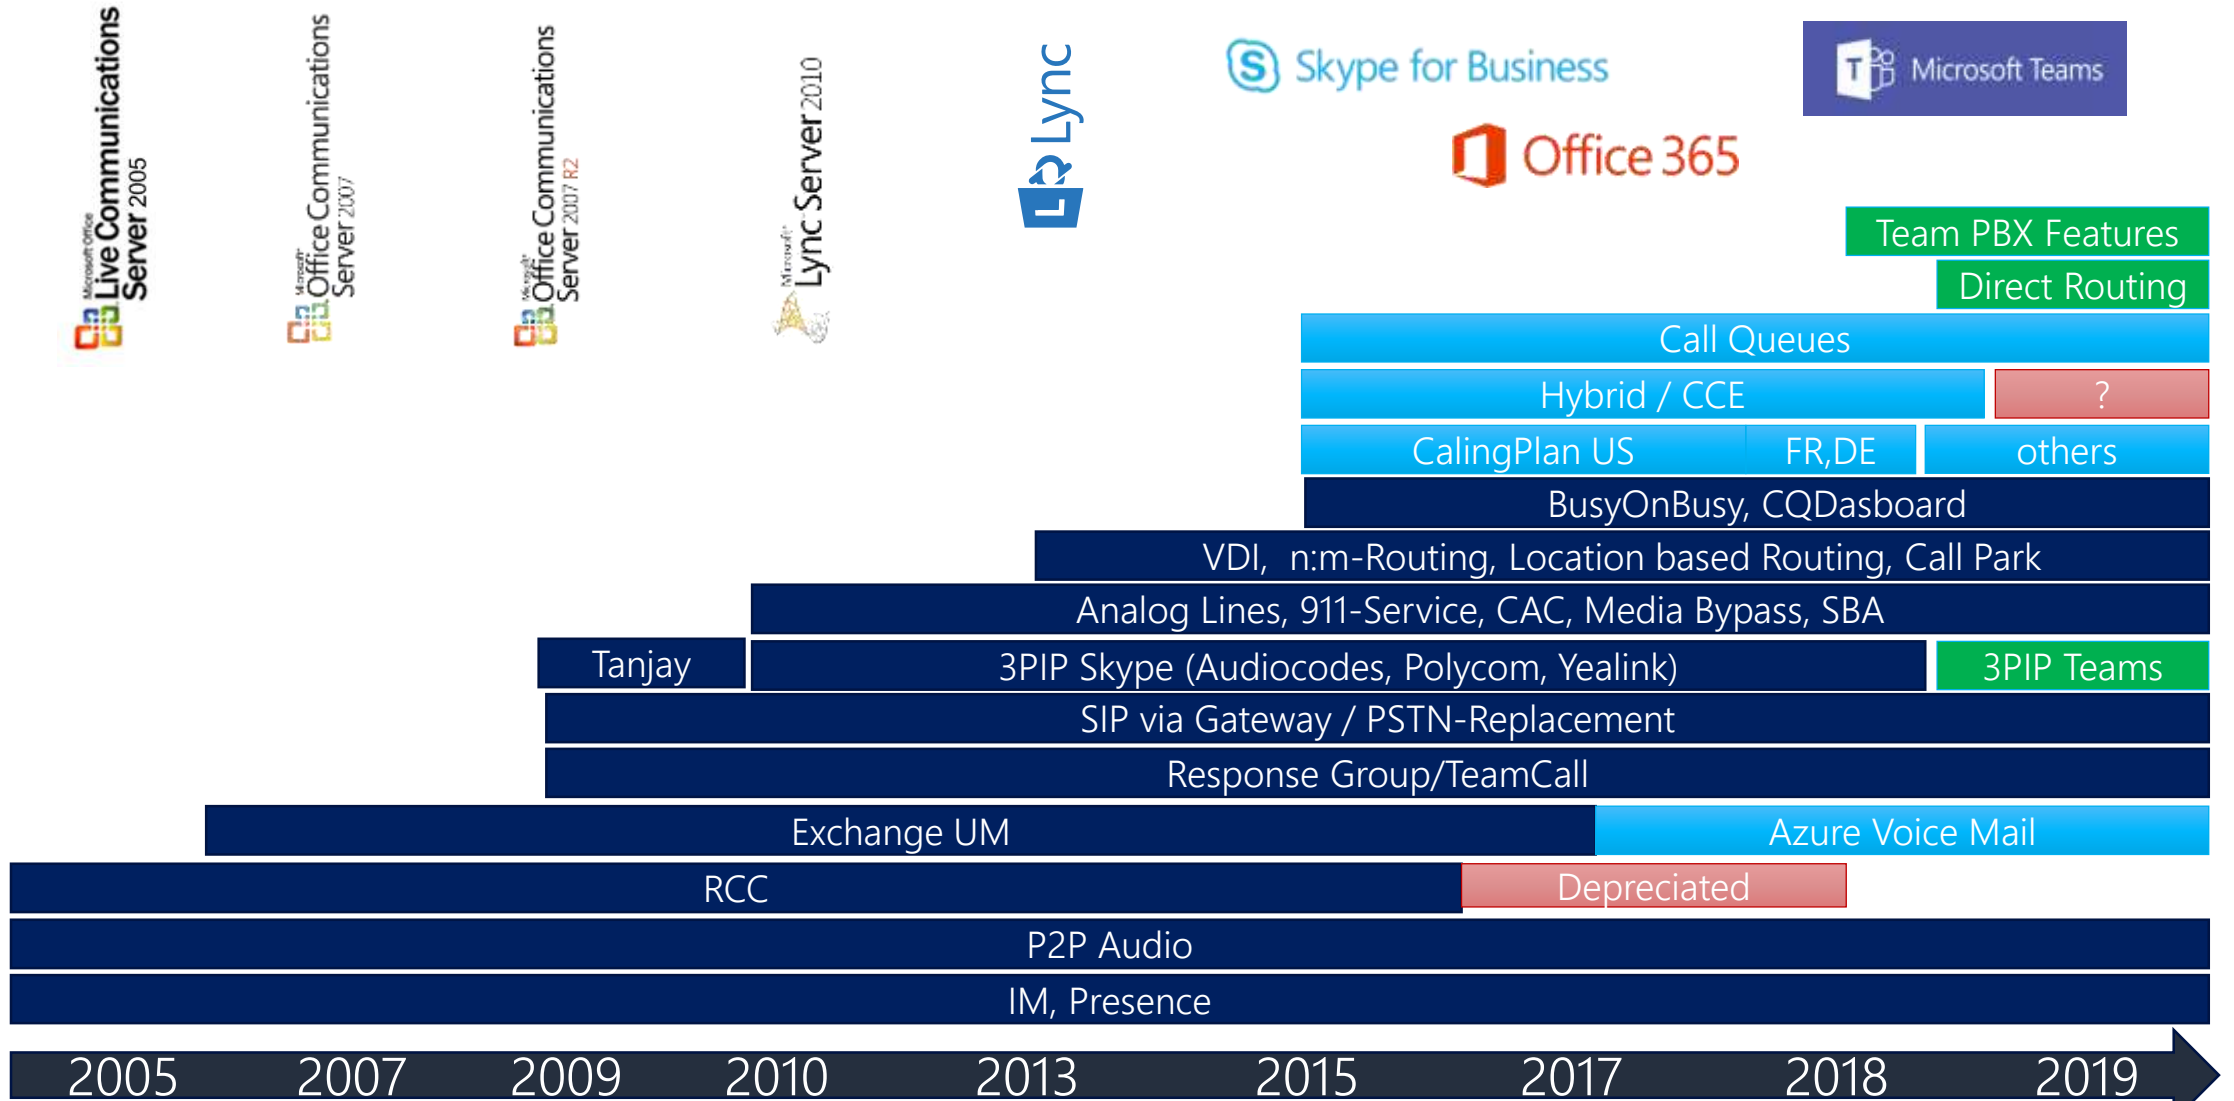 Microsoft Office
Live Communications
Server 2005
Microsoft
Office Communications
Server 2007
Microsoft
Office Communications
Server 2007 R2
Microsoft
Lync Server 2010
L Lync
S Skype for Business
Office 365
T Microsoft Teams
Team PBX Features
Direct Routing
Call Queues
Hybrid / CCE ?
CalingPlan US FR,DE others
BusyOnBusy, CQDasboard
VDI, n:m-Routing, Location based Routing, Call Park
Analog Lines, 911-Service, CAC, Media Bypass, SBA
Tanjay 3PIP Skype (Audiocodes, Polycom, Yealink) 3PIP Teams
SIP via Gateway / PSTN-Replacement
Response Group/TeamCall
Exchange UM Azure Voice Mail
RCC Depreciated
P2P Audio
IM, Presence
2005 2007 2009 2010 2013 2015 2017 2018 2019